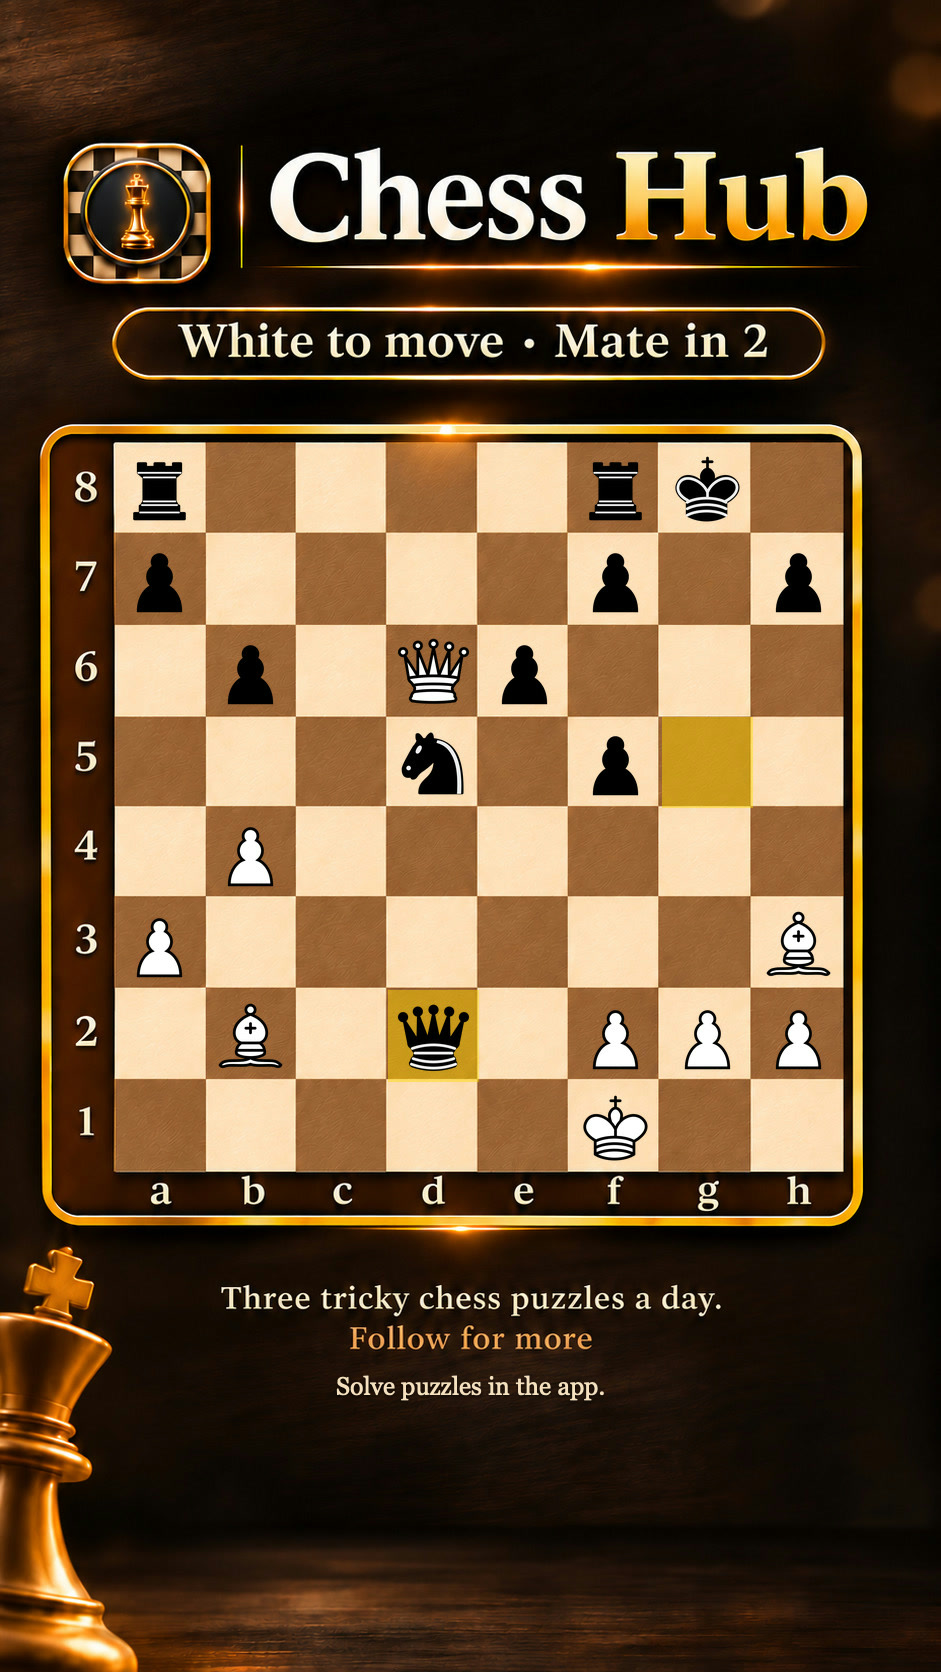 Chess Hub
White to move • Mate in 2
8
7
6
5
4
3
2
1
a b c d e f g h
Three tricky chess puzzles a day.
Follow for more
Solve puzzles in the app.